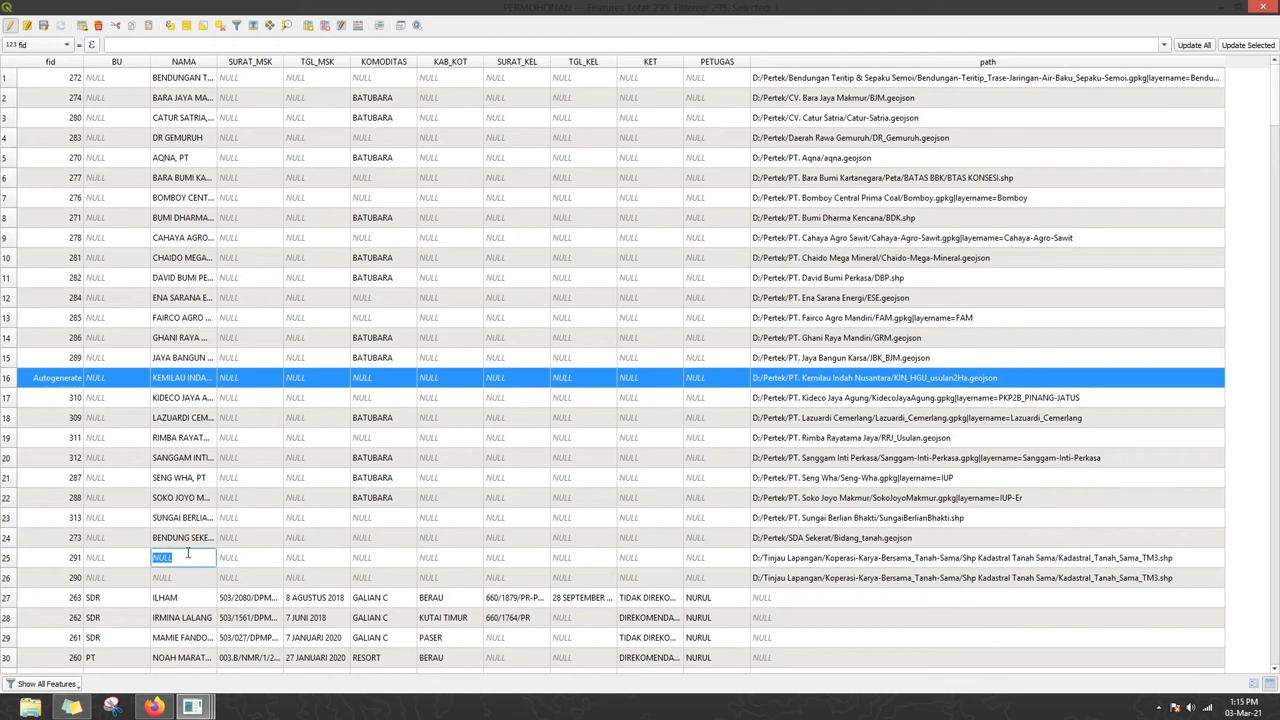 PERMOHONAN — Features Total: 295, Filtered: 295, Selected: 1
123 fid = ε Update All Update Selected
fid BU NAMA SURAT_MSK TGL_MSK KOMODITAS KAB_KOT SURAT_KEL TGL_KEL KET PETUGAS path
1 272 NULL BENDUNGAN T... NULL NULL NULL NULL NULL NULL NULL NULL D:/Pertek/Bendungan Teritip & Sepaku Semoi/Bendungan-Teritip_Trase-Jaringan-Air-Baku_Sepaku-Semoi.gpkg|layername=Bendu...
2 274 NULL BARA JAYA MA... NULL NULL BATUBARA NULL NULL NULL NULL NULL D:/Pertek/CV. Bara Jaya Makmur/BJM.geojson
3 280 NULL CATUR SATRIA,... NULL NULL BATUBARA NULL NULL NULL NULL NULL D:/Pertek/CV. Catur Satria/Catur-Satria.geojson
4 283 NULL DR GEMURUH NULL NULL NULL NULL NULL NULL NULL NULL D:/Pertek/Daerah Rawa Gemuruh/DR_Gemuruh.geojson
5 270 NULL AQNA, PT NULL NULL BATUBARA NULL NULL NULL NULL NULL D:/Pertek/PT. Aqna/aqna.geojson
6 277 NULL BARA BUMI KA... NULL NULL NULL NULL NULL NULL NULL NULL D:/Pertek/PT. Bara Bumi Kartanegara/Peta/BATAS BBK/BTAS KONSESI.shp
7 276 NULL BOMBOY CENT... NULL NULL NULL NULL NULL NULL NULL NULL D:/Pertek/PT. Bomboy Central Prima Coal/Bomboy.gpkg|layername=Bomboy
8 271 NULL BUMI DHARMA... NULL NULL BATUBARA NULL NULL NULL NULL NULL D:/Pertek/PT. Bumi Dharma Kencana/BDK.shp
9 278 NULL CAHAYA AGRO... NULL NULL NULL NULL NULL NULL NULL NULL D:/Pertek/PT. Cahaya Agro Sawit/Cahaya-Agro-Sawit.gpkg|layername=Cahaya-Agro-Sawit
10 281 NULL CHAIDO MEGA... NULL NULL BATUBARA NULL NULL NULL NULL NULL D:/Pertek/PT. Chaido Mega Mineral/Chaido-Mega-Mineral.geojson
11 282 NULL DAVID BUMI PE... NULL NULL BATUBARA NULL NULL NULL NULL NULL D:/Pertek/PT. David Bumi Perkasa/DBP.shp
12 284 NULL ENA SARANA E... NULL NULL NULL NULL NULL NULL NULL NULL D:/Pertek/PT. Ena Sarana Energi/ESE.geojson
13 285 NULL FAIRCO AGRO ... NULL NULL NULL NULL NULL NULL NULL NULL D:/Pertek/PT. Fairco Agro Mandiri/FAM.gpkg|layername=FAM
14 286 NULL GHANI RAYA ... NULL NULL BATUBARA NULL NULL NULL NULL NULL D:/Pertek/PT. Ghani Raya Mandiri/GRM.geojson
15 289 NULL JAYA BANGUN ... NULL NULL BATUBARA NULL NULL NULL NULL NULL D:/Pertek/PT. Jaya Bangun Karsa/JBK_BJM.geojson
16 Autogenerate NULL KEMILAU INDA... NULL NULL NULL NULL NULL NULL NULL NULL D:/Pertek/PT. Kemilau Indah Nusantara/KIN_HGU_usulan2Ha.geojson
17 310 NULL KIDECO JAYA A... NULL NULL NULL NULL NULL NULL NULL NULL D:/Pertek/PT. Kideco Jaya Agung/KidecoJayaAgung.gpkg|layername=PKP2B_PINANG-JATUS
18 309 NULL LAZUARDI CEM... NULL NULL BATUBARA NULL NULL NULL NULL NULL D:/Pertek/PT. Lazuardi Cemerlang/Lazuardi_Cemerlang.gpkg|layername=Lazuardi_Cemerlang
19 311 NULL RIMBA RAYAT... NULL NULL NULL NULL NULL NULL NULL NULL D:/Pertek/PT. Rimba Rayatama Jaya/RRJ_Usulan.geojson
20 312 NULL SANGGAM INTI... NULL NULL BATUBARA NULL NULL NULL NULL NULL D:/Pertek/PT. Sanggam Inti Perkasa/Sanggam-Inti-Perkasa.gpkg|layername=Sanggam-Inti-Perkasa
21 287 NULL SENG WHA, PT NULL NULL BATUBARA NULL NULL NULL NULL NULL D:/Pertek/PT. Seng Wha/Seng-Wha.gpkg|layername=IUP
22 288 NULL SOKO JOYO M... NULL NULL BATUBARA NULL NULL NULL NULL NULL D:/Pertek/PT. Soko Joyo Makmur/SokoJoyoMakmur.gpkg|layername=IUP-Er
23 313 NULL SUNGAI BERLIA... NULL NULL NULL NULL NULL NULL NULL NULL D:/Pertek/PT. Sungai Berlian Bhakti/SungaiBerlianBhakti.shp
24 273 NULL BENDUNG SEKE... NULL NULL NULL NULL NULL NULL NULL NULL D:/Pertek/SDA Sekerat/Bendung Sekerat.geojson
25 291 NULL NULL NULL NULL NULL NULL NULL NULL NULL NULL D:/Tinjau Lapangan/Koperasi-Karya-Bersama_Tanah-Sama/Shp Kadastral Tanah Sama/Kadastral_Tanah_Sama_TM3.shp
26 290 NULL NULL NULL NULL NULL NULL NULL NULL NULL NULL D:/Tinjau Lapangan/Koperasi-Karya-Bersama_Tanah-Sama/Shp Kadastral Tanah Sama/Kadastral_Tanah_Sama_TM3.shp
27 263 SDR ILHAM 503/2080/DPM... 8 AGUSTUS 2018 GALIAN C BERAU 660/1879/PR-P... 28 SEPTEMBER ... TIDAK DIREKO... NURUL NULL
28 262 SDR IRMINA LALANG 503/1561/DPM... 7 JUNI 2018 GALIAN C KUTAI TIMUR 660/1764/PR NULL DIREKOMENDA... NURUL NULL
29 261 SDR MAMIE FANDO... 503/027/DPMP... 7 JANUARI 2020 GALIAN C PASER NULL NULL TIDAK DIREKO... NURUL NULL
30 260 PT NOAH MARAT... 003.B/NMR/1/2... 27 JANUARI 2020 RESORT BERAU NULL NULL DIREKOMENDA... NURUL NULL
Show All Features
1:15 PM
03-Mar-21